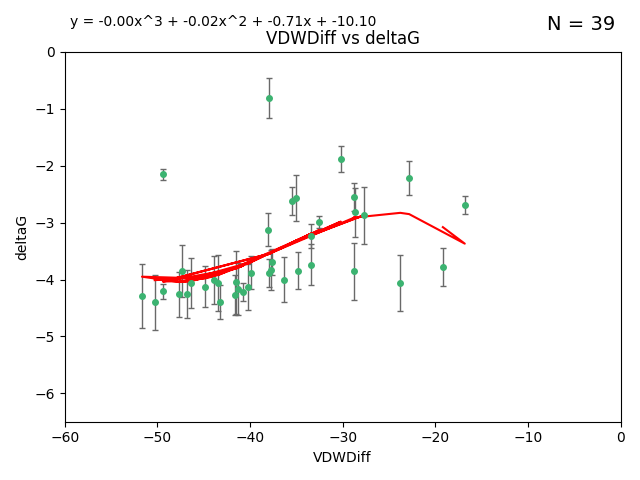 y = -0.00x^3 + -0.02x^2 + -0.71x + -10.10
N = 39
VDWDiff vs deltaG
0
−1
−2
−3
−4
−5
−6
deltaG
−60 −50 −40 −30 −20 −10 0
VDWDiff